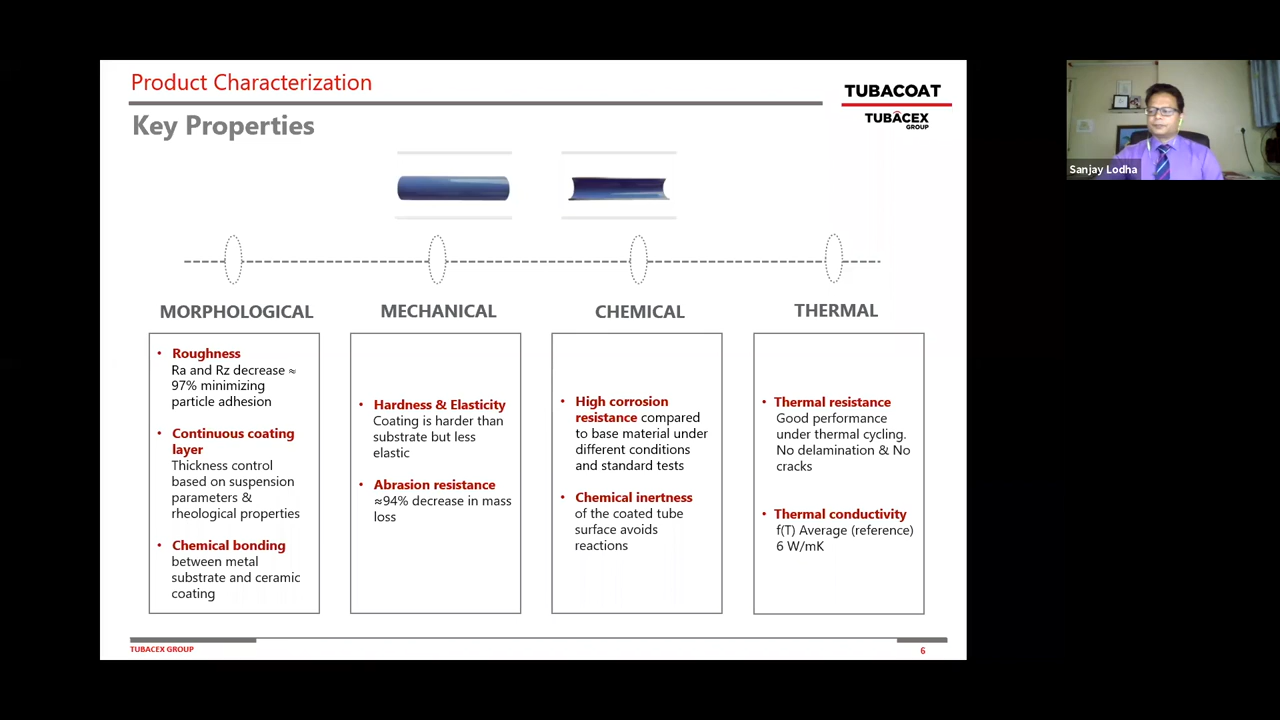 Product Characterization
TUBACOAT
Key Properties
TUBACEX
GROUP
Sanjay Lodha
MORPHOLOGICAL
MECHANICAL
CHEMICAL
THERMAL
• Roughness
Ra and Rz decrease ≈
97% minimizing
particle adhesion
• Continuous coating
layer
Thickness control
based on suspension
parameters &
rheological properties
• Chemical bonding
between metal
substrate and ceramic
coating
• Hardness & Elasticity
Coating is harder than
substrate but less
elastic
• Abrasion resistance
≈94% decrease in mass
loss
• High corrosion
resistance compared
to base material under
different conditions
and standard tests
• Chemical inertness
of the coated tube
surface avoids
reactions
• Thermal resistance
Good performance
under thermal cycling.
No delamination & No
cracks
• Thermal conductivity
f(T) Average (reference)
6 W/mK
TUBACEX GROUP
6